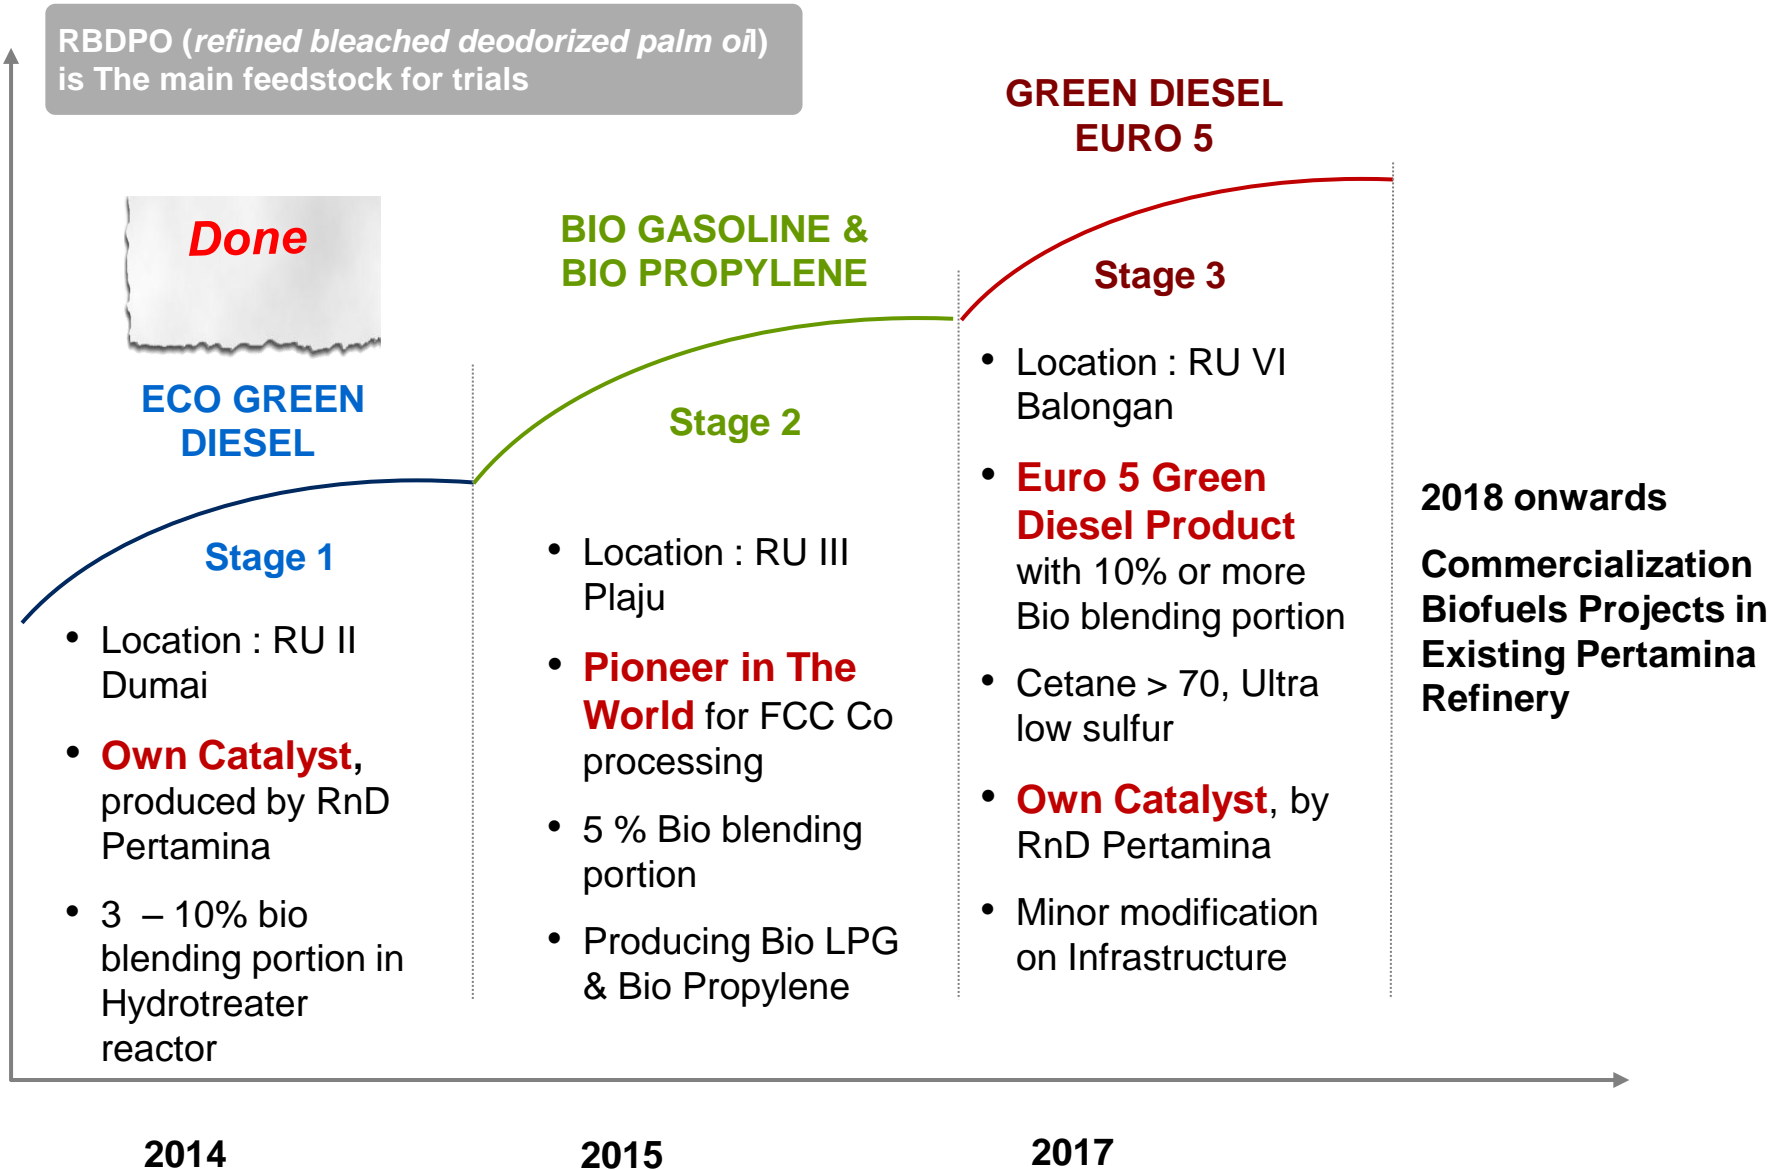 RBDPO (refined bleached deodorized palm oil)
is The main feedstock for trials
Done
ECO GREEN
DIESEL
Stage 1
• Location : RU II
Dumai
• Own Catalyst,
produced by RnD
Pertamina
• 3 – 10% bio
blending portion in
Hydrotreater
reactor
2014
BIO GASOLINE &
BIO PROPYLENE
Stage 2
• Location : RU III
Plaju
• Pioneer in The
World for FCC Co
processing
• 5 % Bio blending
portion
• Producing Bio LPG
& Bio Propylene
2015
GREEN DIESEL
EURO 5
Stage 3
• Location : RU VI
Balongan
• Euro 5 Green
Diesel Product
with 10% or more
Bio blending portion
• Cetane > 70, Ultra
low sulfur
• Own Catalyst, by
RnD Pertamina
• Minor modification
on Infrastructure
2017
2018 onwards
Commercialization
Biofuels Projects in
Existing Pertamina
Refinery